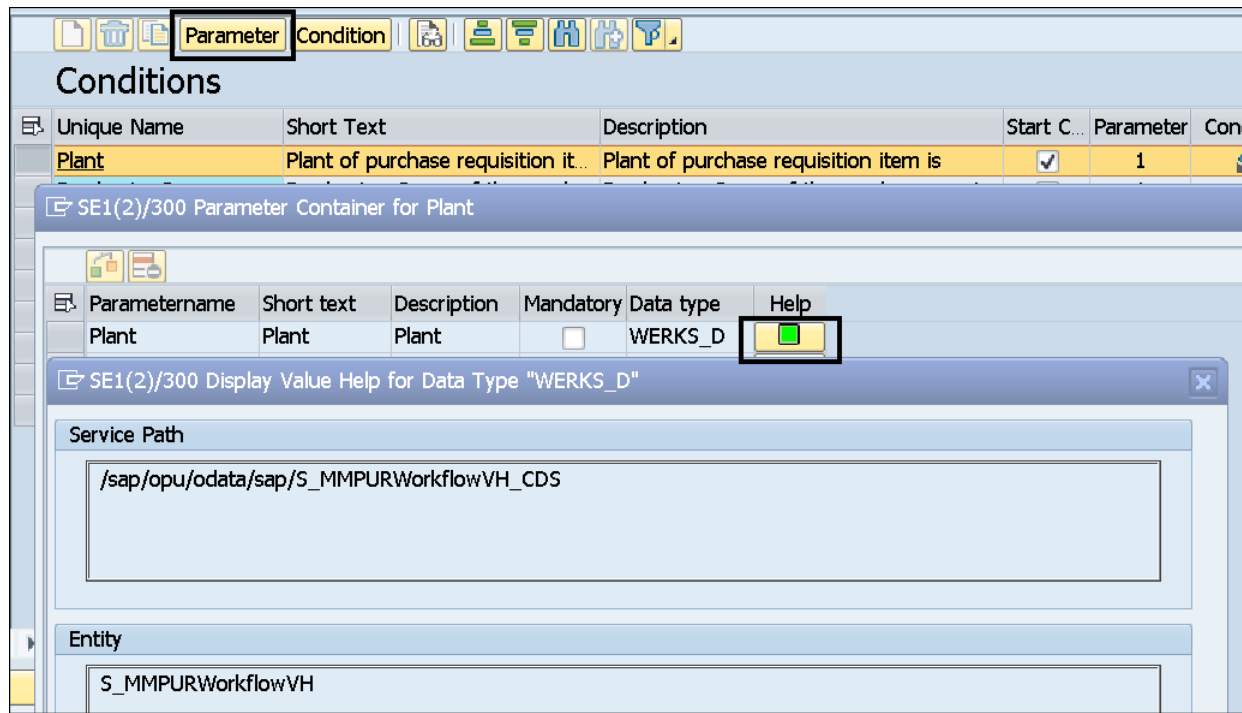 Parameter Condition
Conditions
Unique Name Short Text Description Start C... Parameter Con
Plant Plant of purchase requisition it... Plant of purchase requisition item is 1
SE1(2)/300 Parameter Container for Plant
Parametername Short text Description Mandatory Data type Help
Plant Plant Plant WERKS_D
SE1(2)/300 Display Value Help for Data Type "WERKS_D"
Service Path
/sap/opu/odata/sap/S_MMPURWorkflowVH_CDS
Entity
S_MMPURWorkflowVH